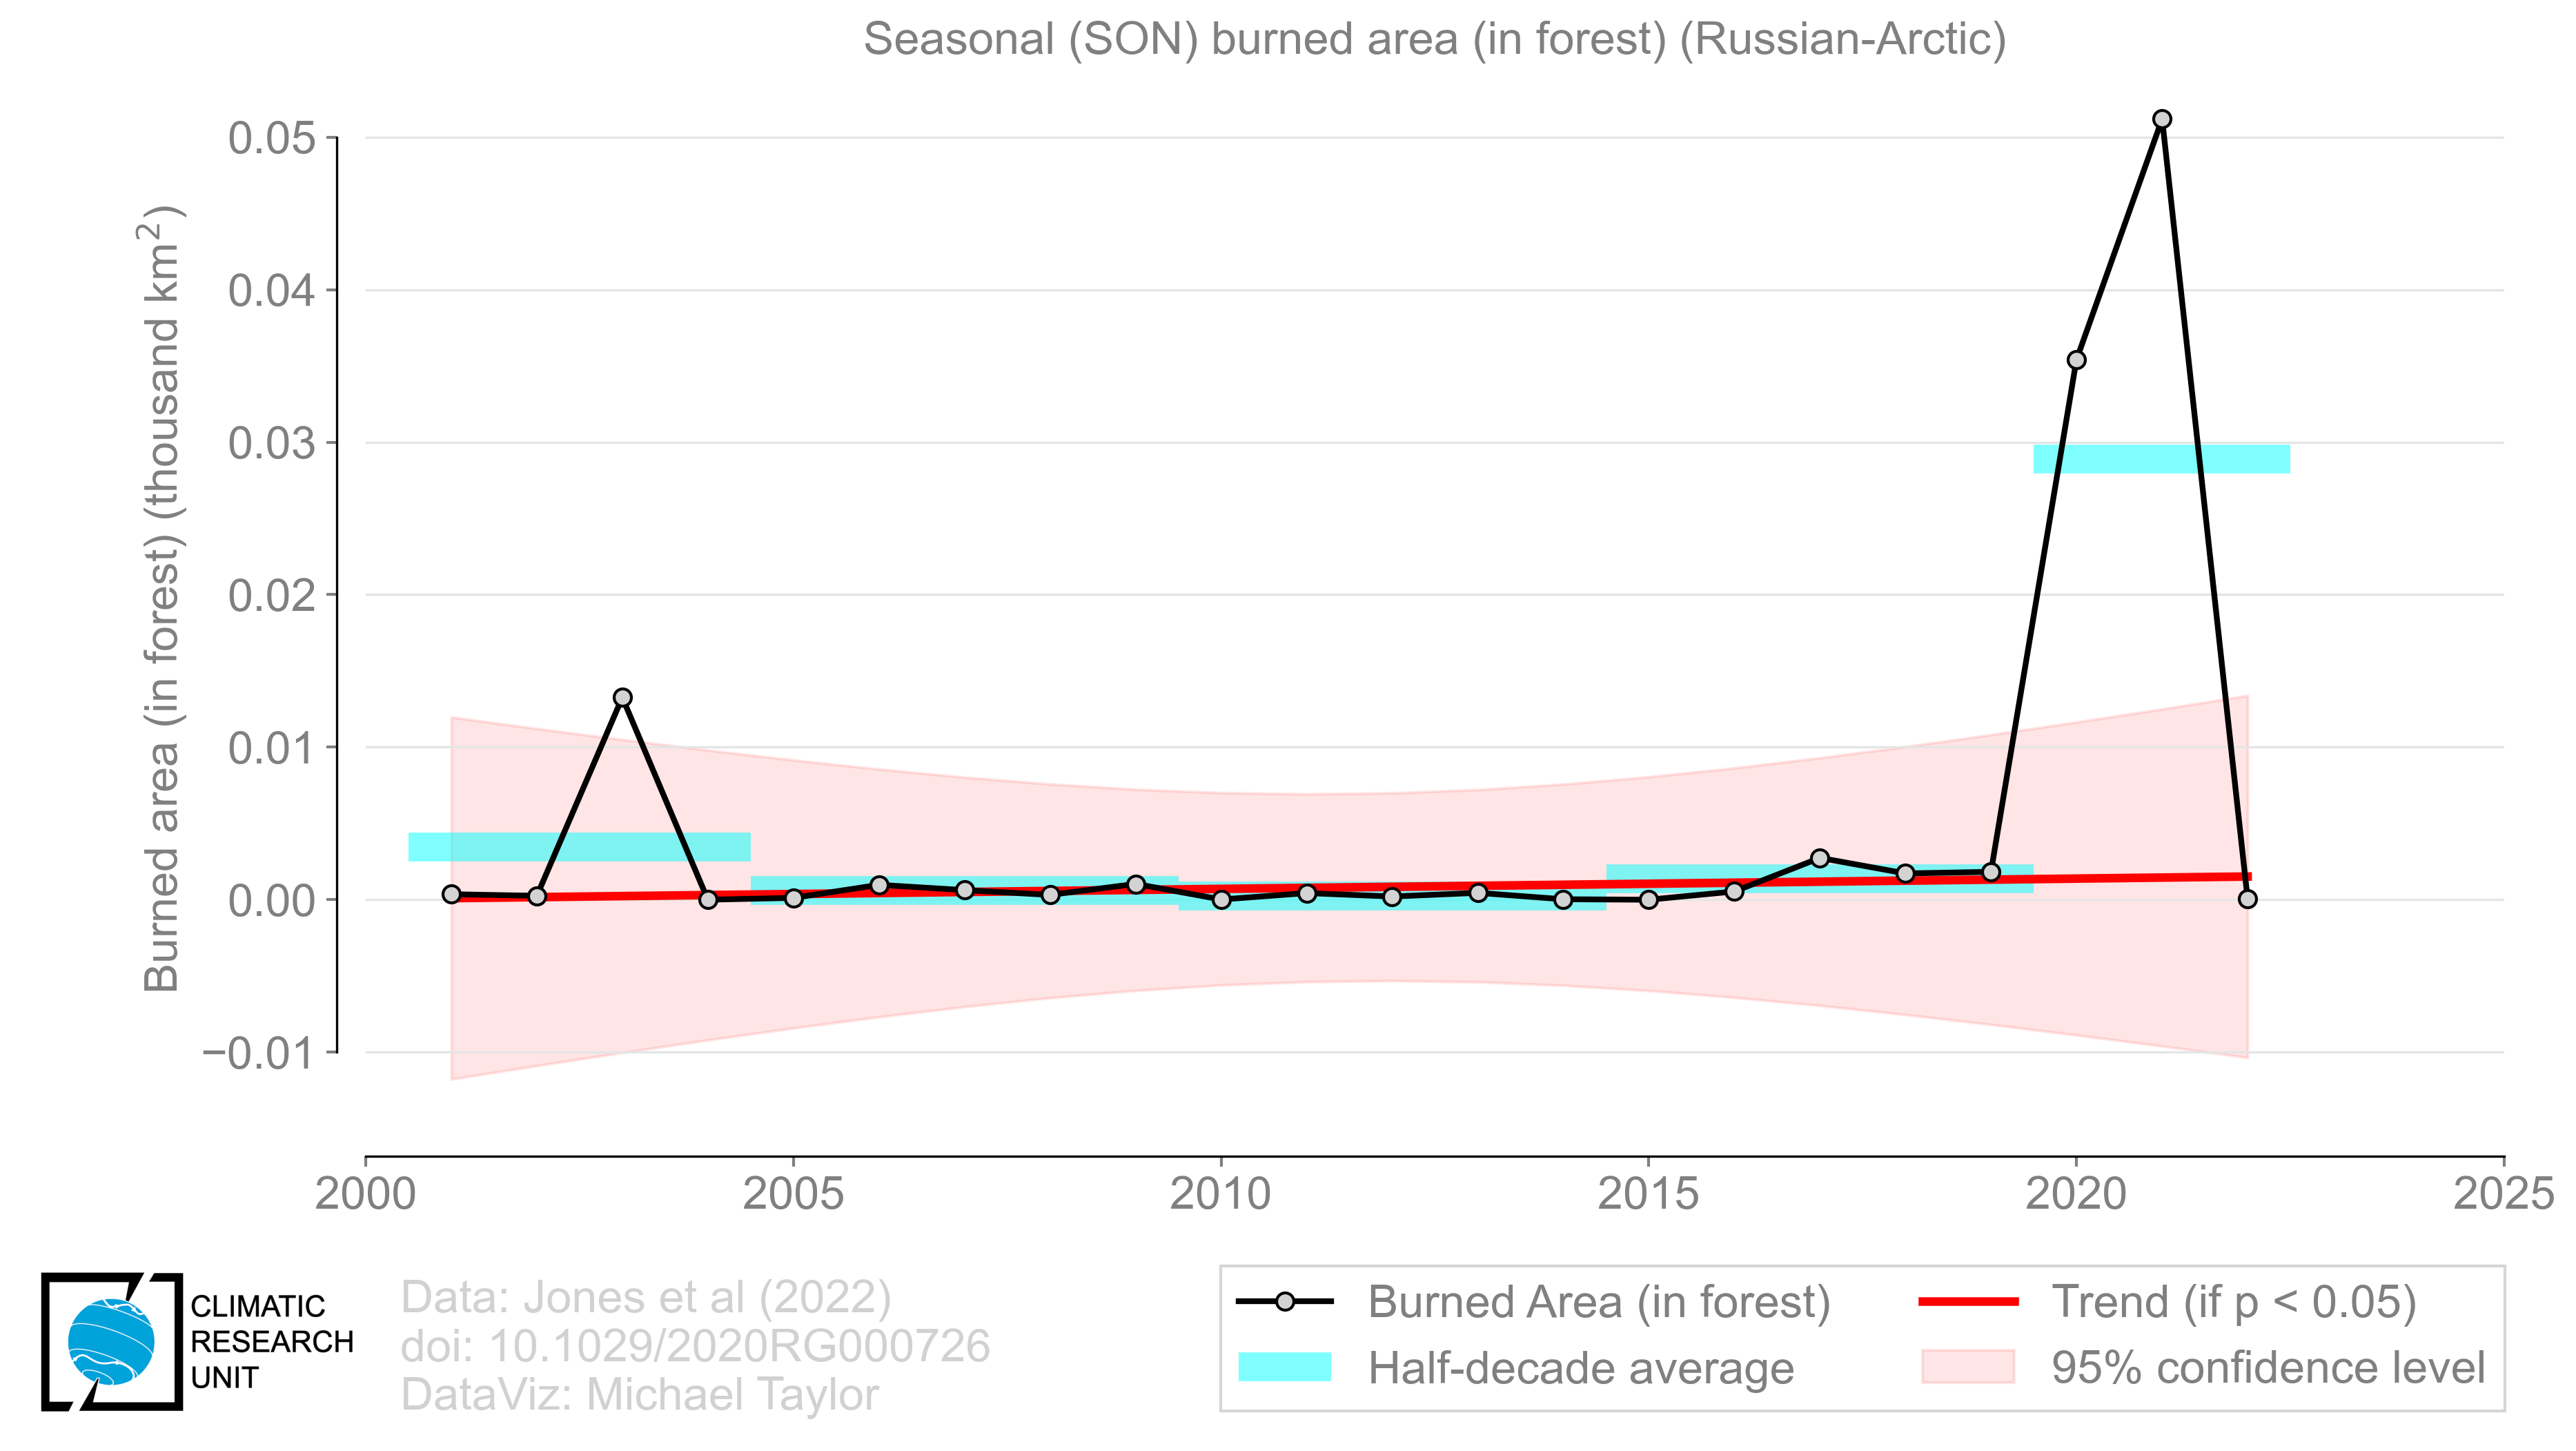 Seasonal (SON) burned area (in forest) (Russian-Arctic)
Burned area (in forest) (thousand km²)
0.05
0.04
0.03
0.02
0.01
0.00
−0.01
2000
2005
2010
2015
2020
2025
CLIMATIC
RESEARCH
UNIT
Data: Jones et al (2022)
doi: 10.1029/2020RG000726
DataViz: Michael Taylor
Burned Area (in forest)
Half-decade average
Trend (if p < 0.05)
95% confidence level